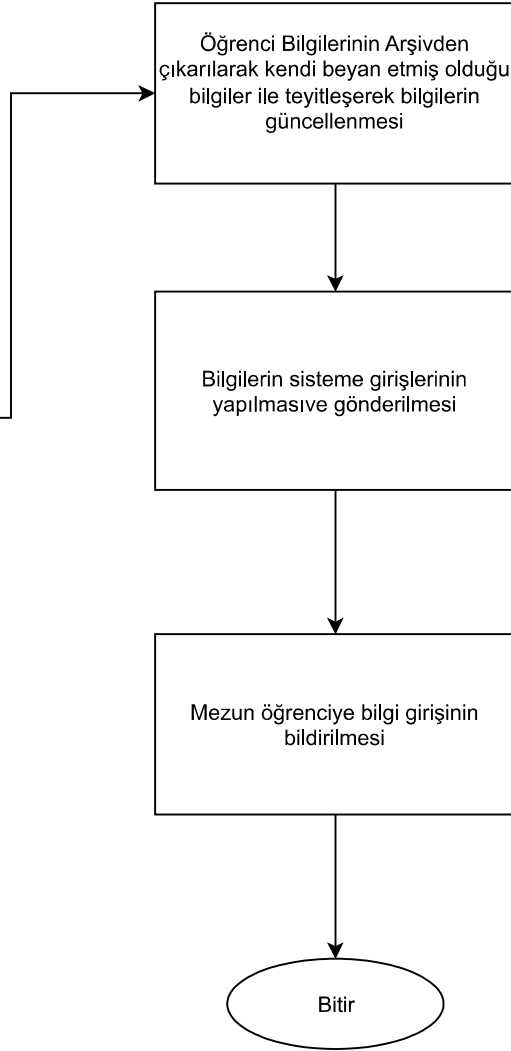 Öğrenci Bilgilerinin Arşivden
çıkarılarak kendi beyan etmiş olduğu
bilgiler ile teyitleşerek bilgilerin
güncellenmesi
Bilgilerin sisteme girişlerinin
yapılmasıve gönderilmesi
Mezun öğrenciye bilgi girişinin
bildirilmesi
Bitir